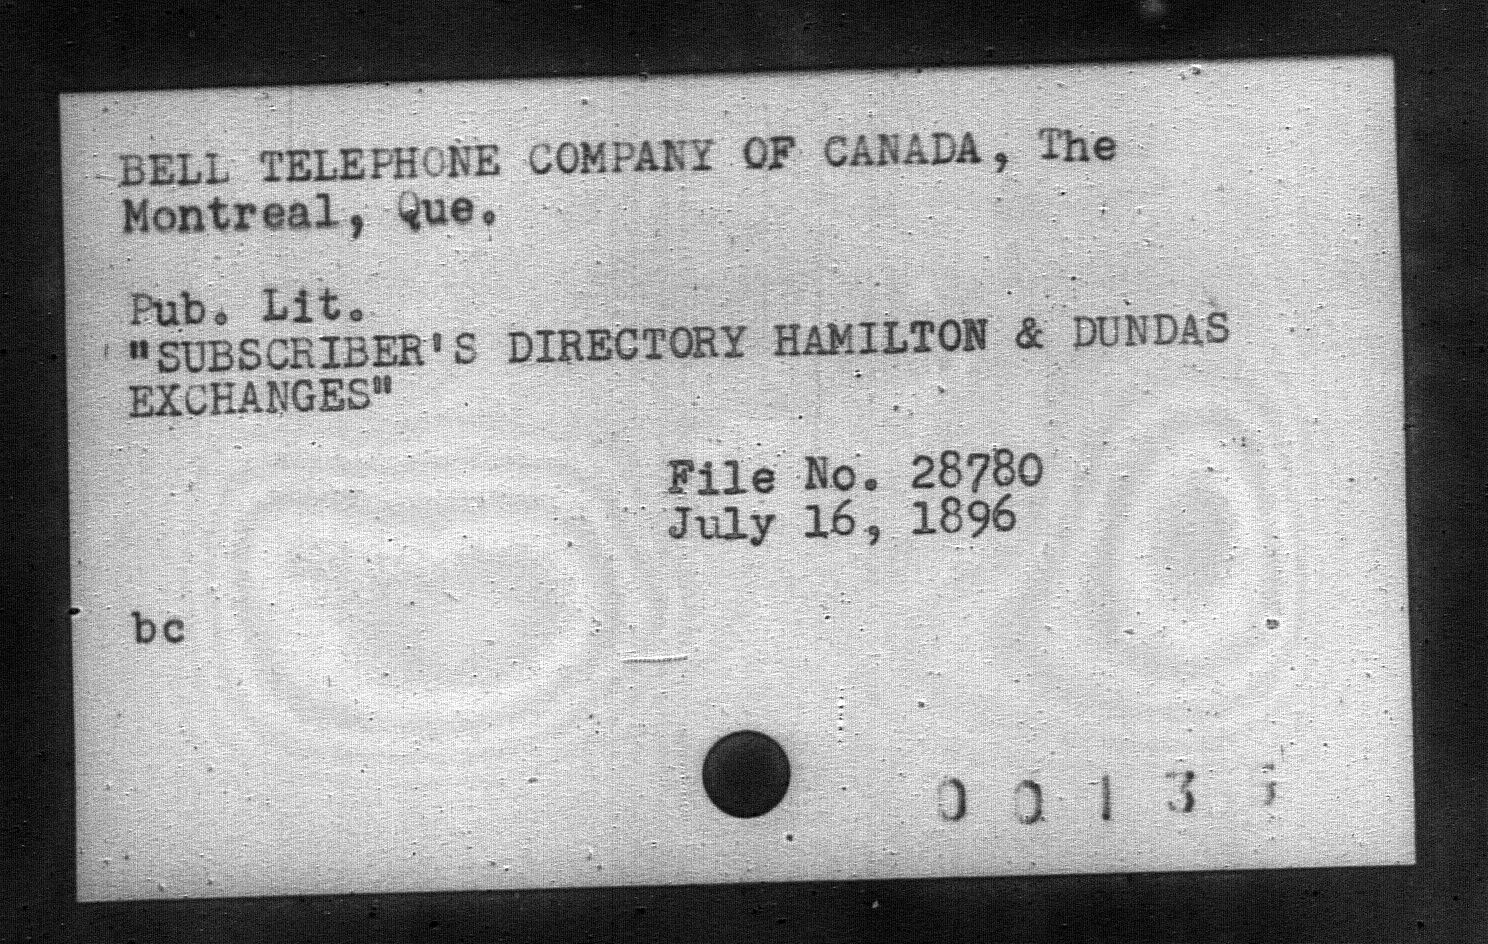 BELL TELEPHONE COMPANY OF CANADA, The
Montreal, Que.
Pub. Lit.
"SUBSCRIBER'S DIRECTORY HAMILTON & DUNDAS
EXCHANGES"
File No. 28780
July 16, 1896
bc
0 0 1 3